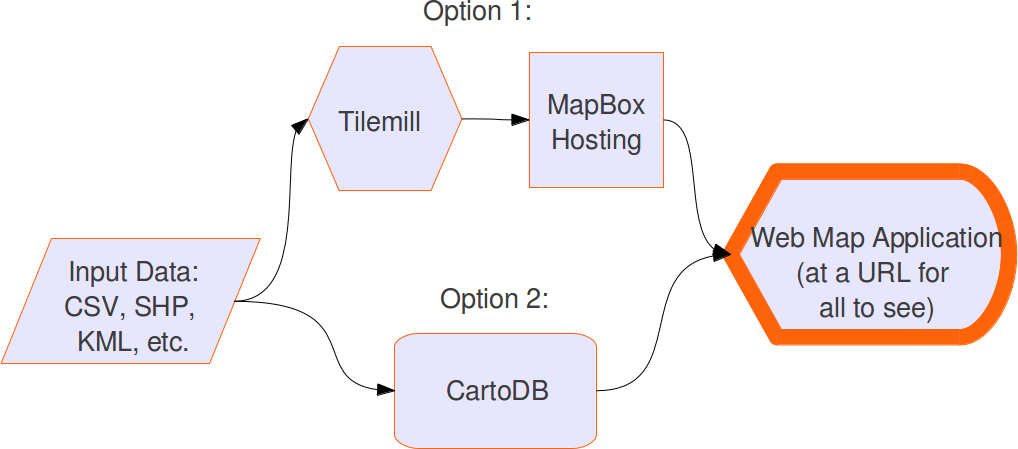 Option 1:
Tilemill
MapBox
Hosting
Input Data:
CSV, SHP,
KML, etc.
Option 2:
CartoDB
Web Map Application
(at a URL for
all to see)